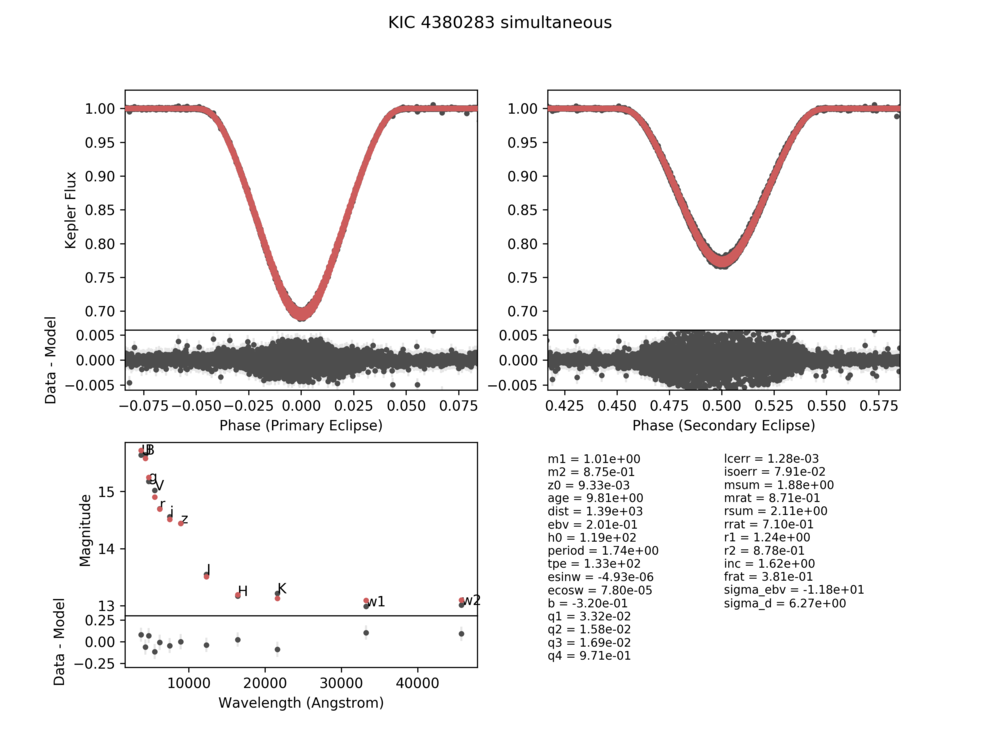 KIC 4380283 simultaneous
Kepler Flux
1.00
0.95
0.90
0.85
0.80
0.75
0.70
Data - Model
0.005
0.000
−0.005
−0.075 −0.050 −0.025 0.000 0.025 0.050 0.075
Phase (Primary Eclipse)
1.00
0.95
0.90
0.85
0.80
0.75
0.70
0.005
0.000
−0.005
0.425 0.450 0.475 0.500 0.525 0.550 0.575
Phase (Secondary Eclipse)
Magnitude
15
14
13
B
g
V
r
i
z
J
H
K
w1
w2
Data - Model
0.25
0.00
−0.25
10000 20000 30000 40000
Wavelength (Angstrom)
m1 = 1.01e+00
m2 = 8.75e-01
z0 = 9.33e-03
age = 9.81e+00
dist = 1.39e+03
ebv = 2.01e-01
h0 = 1.19e+02
period = 1.74e+00
tpe = 1.33e+02
esinw = -4.93e-06
ecosw = 7.80e-05
b = -3.20e-01
q1 = 3.32e-02
q2 = 1.58e-02
q3 = 1.69e-02
q4 = 9.71e-01
lcerr = 1.28e-03
isoerr = 7.91e-02
msum = 1.88e+00
mrat = 8.71e-01
rsum = 2.11e+00
rrat = 7.10e-01
r1 = 1.24e+00
r2 = 8.78e-01
inc = 1.62e+00
frat = 3.81e-01
sigma_ebv = -1.18e+01
sigma_d = 6.27e+00